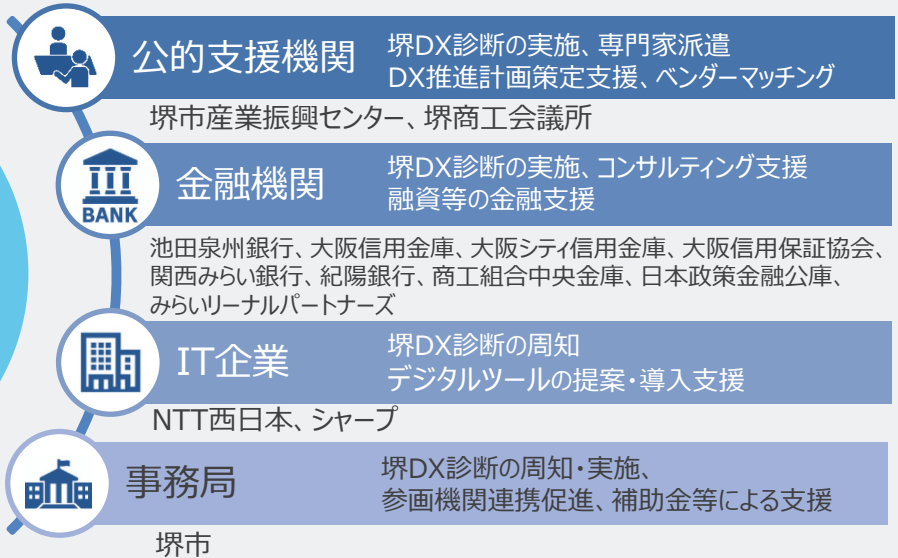 公的支援機関
堺DX診断の実施、専門家派遣
DX推進計画策定支援、ベンダーマッチング
堺市産業振興センター、堺商工会議所
BANK
金融機関
堺DX診断の実施、コンサルティング支援
融資等の金融支援
池田泉州銀行、大阪信用金庫、大阪シティ信用金庫、大阪信用保証協会、
関西みらい銀行、紀陽銀行、商工組合中央金庫、日本政策金融公庫、
みらいリーナルパートナーズ
IT企業
堺DX診断の周知
デジタルツールの提案・導入支援
NTT西日本、シャープ
事務局
堺DX診断の周知・実施、
参画機関連携促進、補助金等による支援
堺市